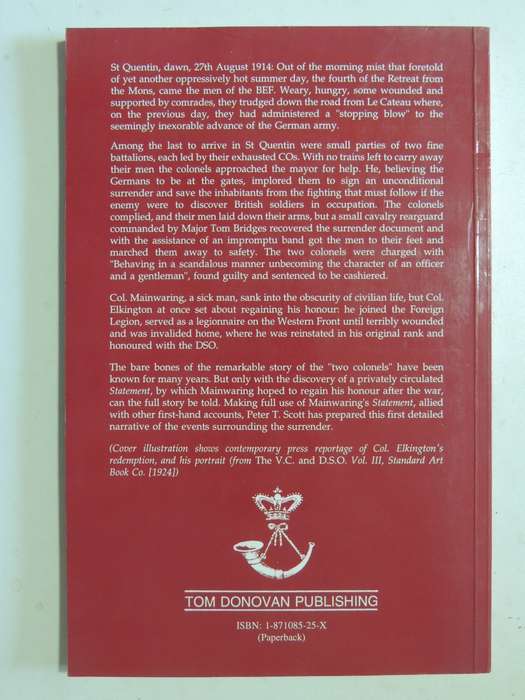 St Quentin, dawn, 27th August 1914: Out of the morning mist that foretold
of yet another oppressively hot summer day, the fourth of the Retreat from
the Mons, came the men of the BEF. Weary, hungry, some wounded and
supported by comrades, they trudged down the road from Le Cateau where,
on the previous day, they had administered a "stopping blow" to the
seemingly inexorable advance of the German army.
Among the last to arrive in St Quentin were small parties of two fine
battalions, each led by their exhausted COs. With no trains left to carry away
their men the colonels approached the mayor for help. He, believing the
Germans to be at the gates, implored them to sign an unconditional
surrender and save the inhabitants from the fighting that must follow if the
enemy were to discover British soldiers in occupation. The colonels
complied, and their men laid down their arms, but a small cavalry rearguard
commanded by Major Tom Bridges recovered the surrender document and
with the assistance of an impromptu band got the men to their feet and
marched them away to safety. The two colonels were charged with
"Behaving in a scandalous manner unbecoming the character of an officer
and a gentleman", found guilty and sentenced to be cashiered.
Col. Mainwaring, a sick man, sank into the obscurity of civilian life, but Col.
Elkington at once set about regaining his honour: he joined the Foreign
Legion, served as a legionnaire on the Western Front until terribly wounded
and was invalided home, where he was reinstated in his original rank and
honoured with the DSO.
The bare bones of the remarkable story of the "two colonels" have been
known for many years. But only with the discovery of a privately circulated
Statement, by which Mainwaring hoped to regain his honour after the war,
can the full story be told. Making full use of Mainwaring's Statement, allied
with other first-hand accounts, Peter T. Scott has prepared this first detailed
narrative of the events surrounding the surrender.
(Cover illustration shows contemporary press reportage of Col. Elkington's
redemption, and his portrait (from The V.C. and D.S.O. Vol. III, Standard Art
Book Co. [1924])
TOM DONOVAN PUBLISHING
ISBN: 1-871085-25-X
(Paperback)